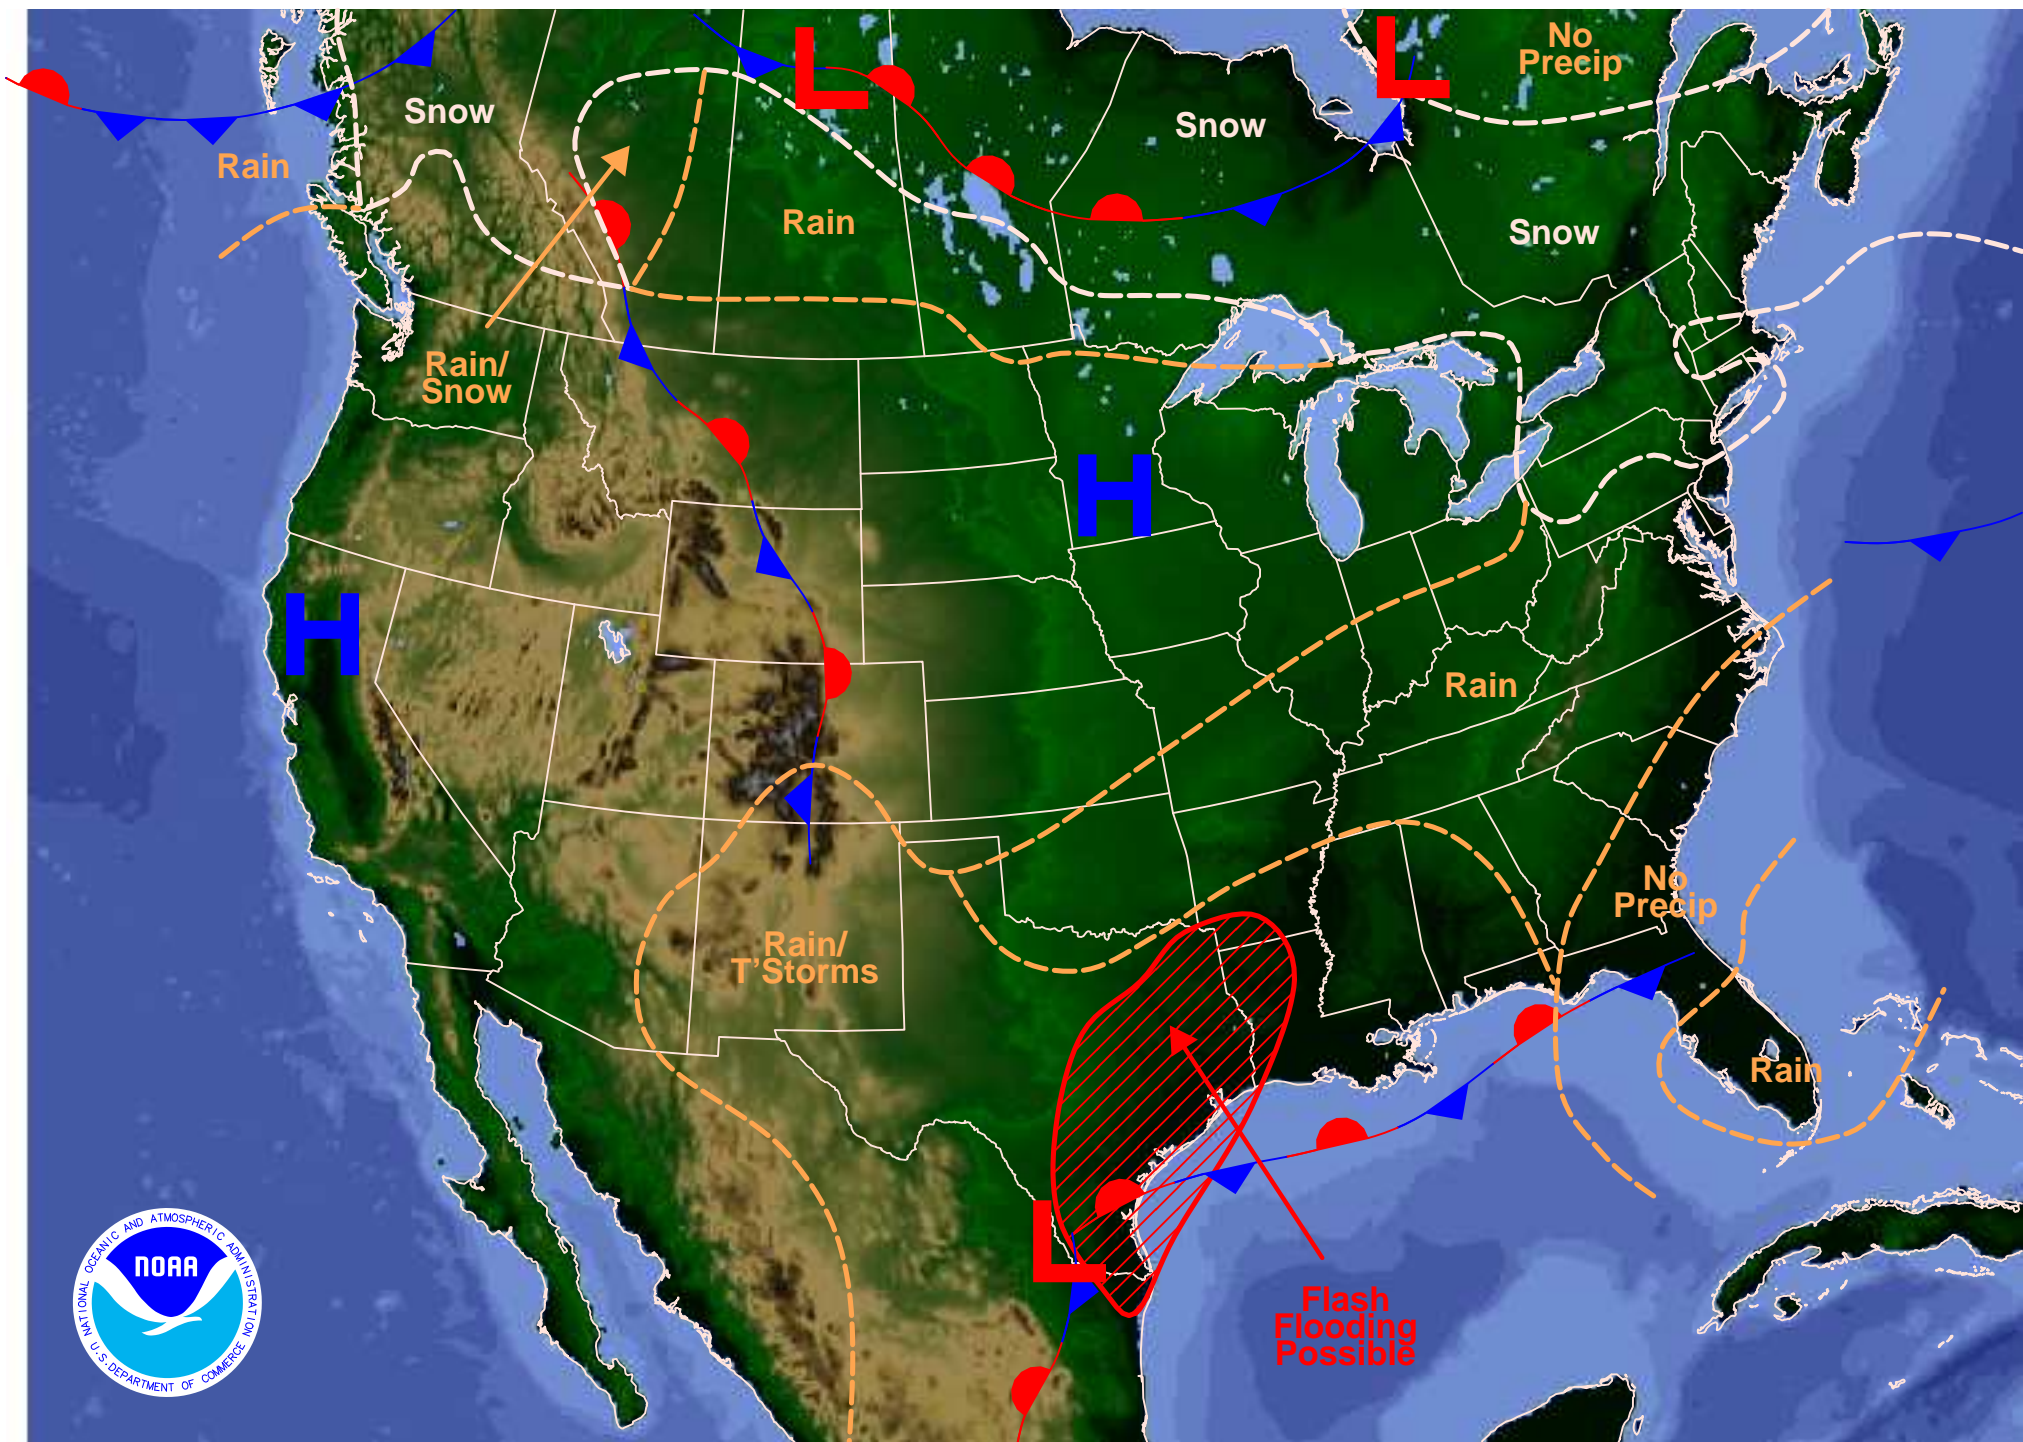 No
Precip
L
L
Snow
Snow
Rain
Rain
Snow
Rain/
Snow
H
H
Rain
No
Precip
Rain/
T'Storms
Rain
L
Flash
Flooding
Possible
NATIONAL OCEANIC AND ATMOSPHERIC ADMINISTRATION
NOAA
U.S. DEPARTMENT OF COMMERCE